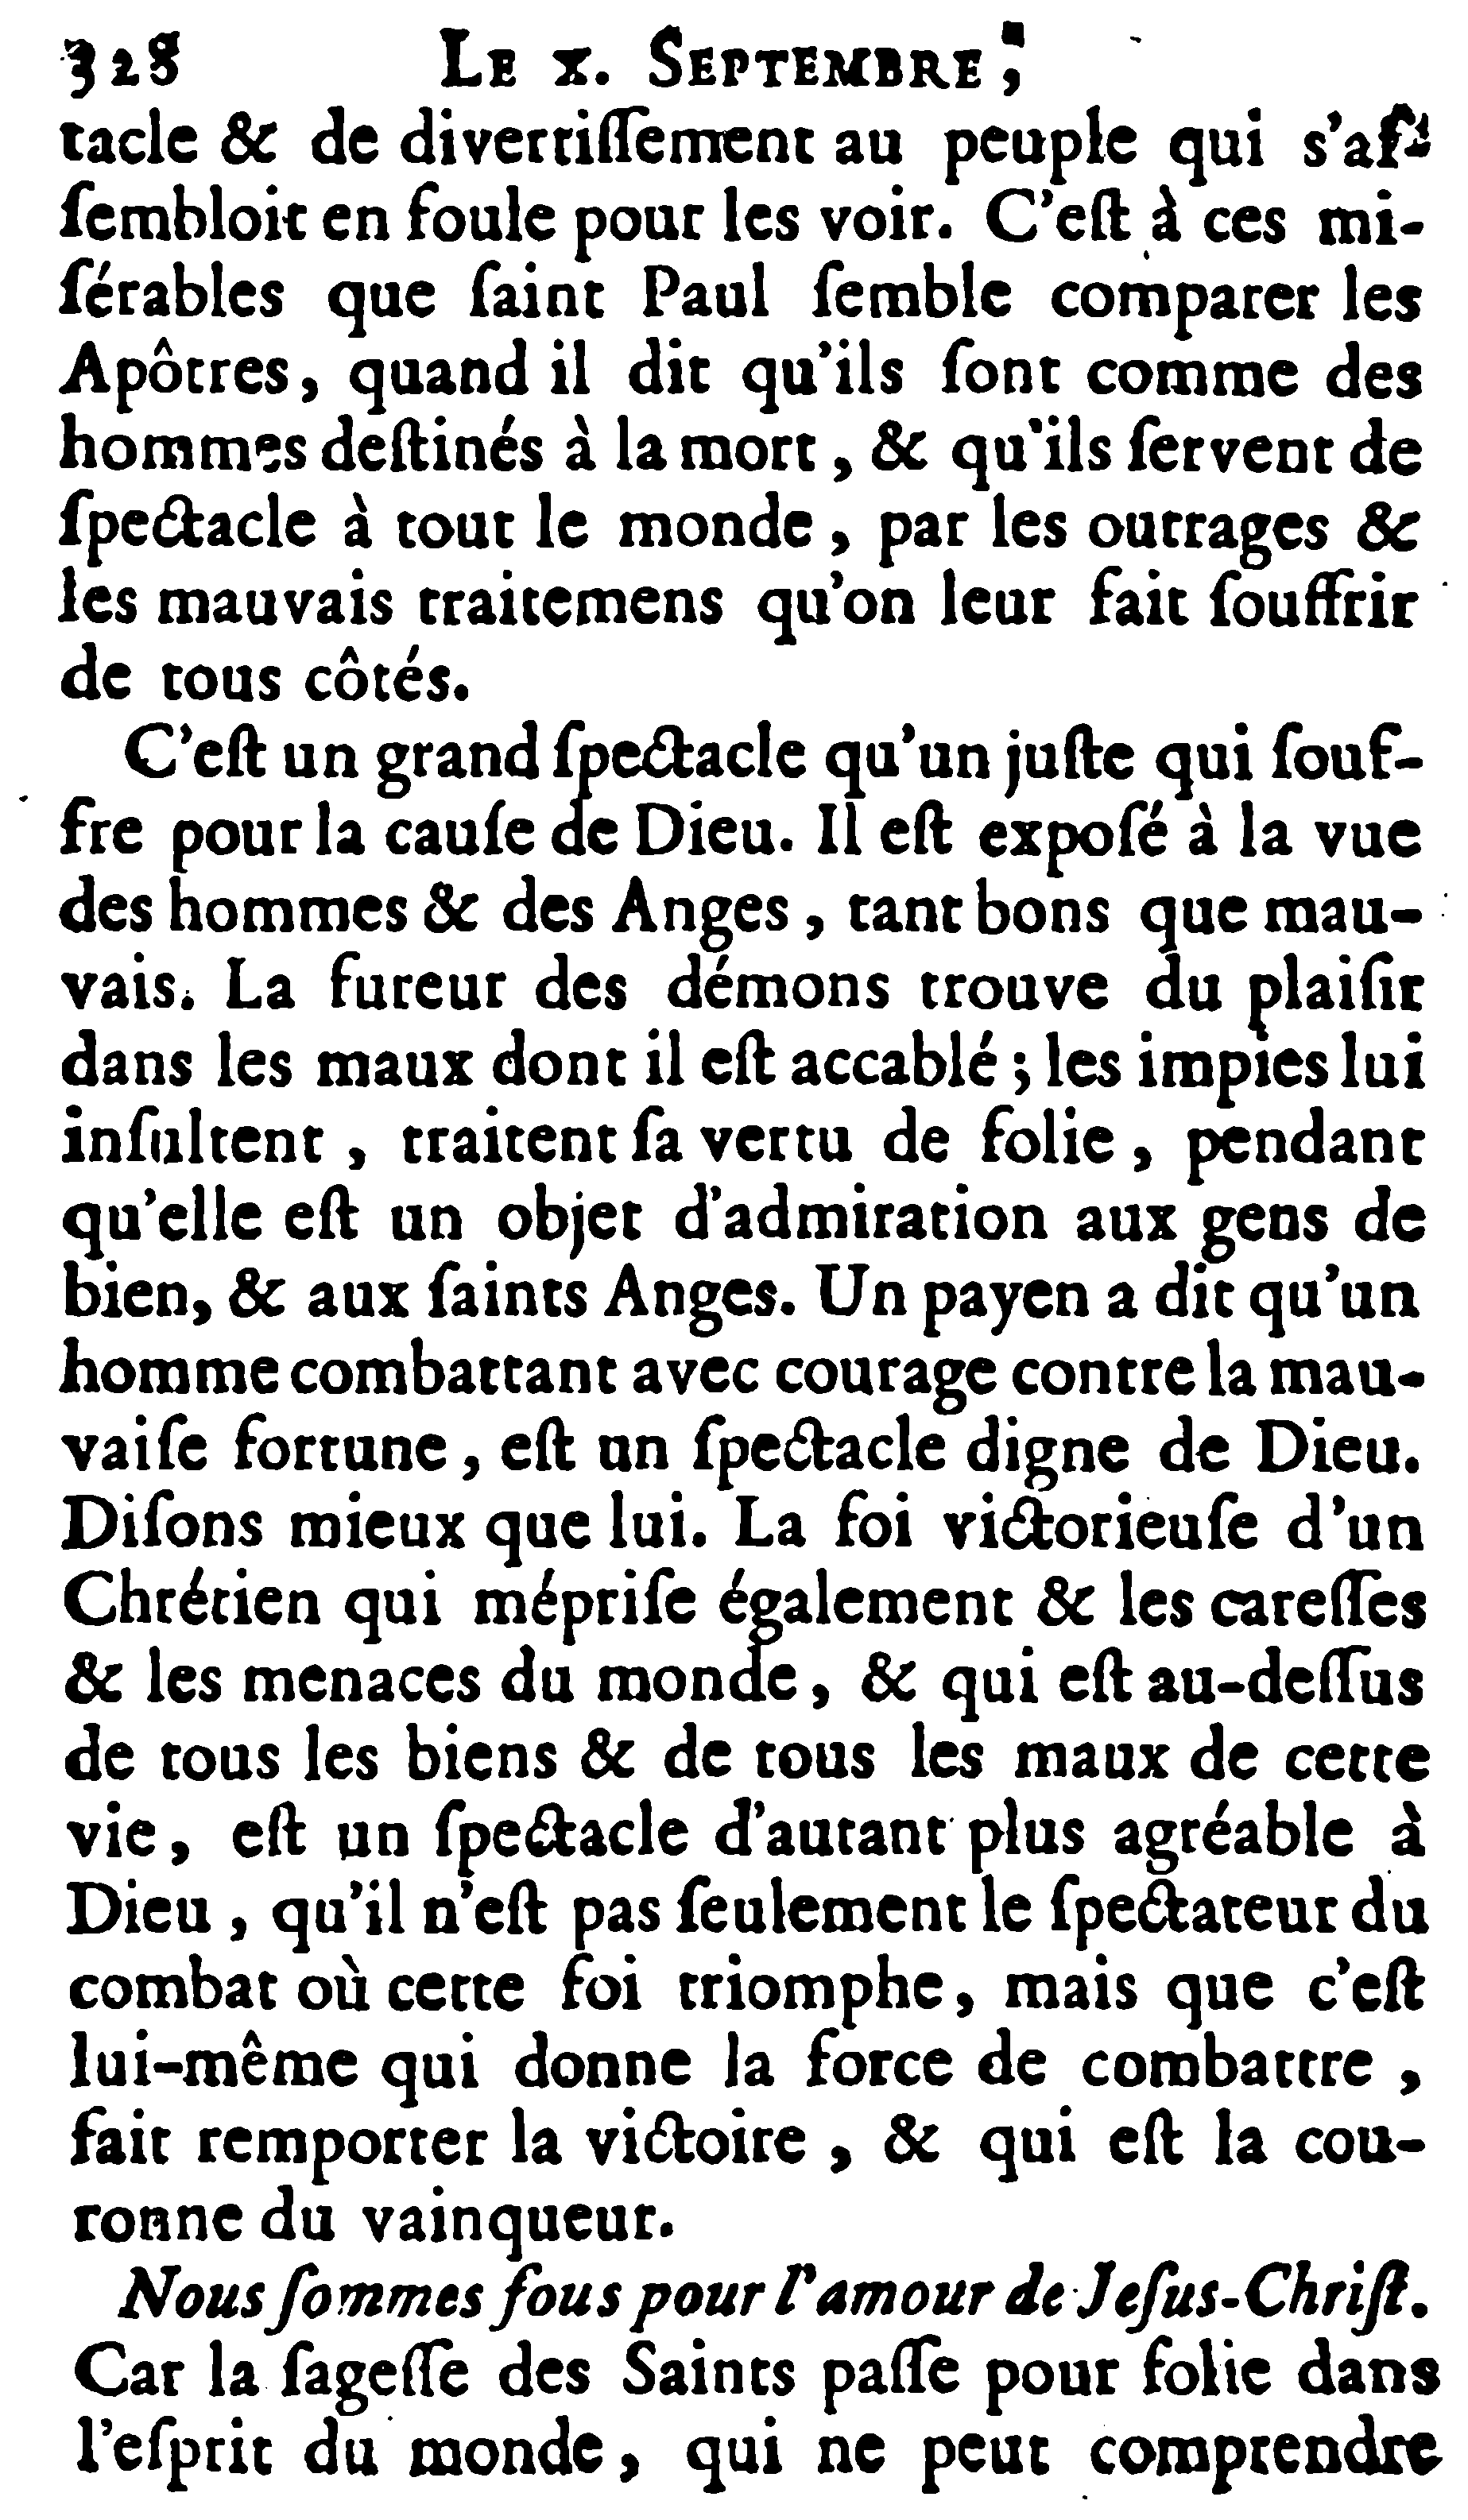 328 LE X. SEPTEMBRE,
tacle & de divertiſſement au peuple qui s'aſ-
ſembloit en foule pour les voir. C'eſt à ces mi-
ſérables que ſaint Paul ſemble comparer les
Apôtres, quand il dit qu'ils ſont comme des
hommes deſtinés à la mort, & qu'ils ſervent de
ſpectacle à tout le monde, par les outrages &
les mauvais traitemens qu'on leur fait ſouffrir
de tous côtés.
C'eſt un grand ſpectacle qu'un juſte qui ſouf-
fre pour la cauſe de Dieu. Il eſt expoſé à la vue
des hommes & des Anges, tant bons que mau-
vais. La fureur des démons trouve du plaiſir
dans les maux dont il eſt accablé; les impies lui
inſultent, traitent ſa vertu de folie, pendant
qu'elle eſt un objet d'admiration aux gens de
bien, & aux ſaints Anges. Un payen a dit qu'un
homme combattant avec courage contre la mau-
vaiſe fortune, eſt un ſpectacle digne de Dieu.
Diſons mieux que lui. La foi victorieuſe d'un
Chrétien qui mépriſe également & les careſſes
& les menaces du monde, & qui eſt au-deſſus
de tous les biens & de tous les maux de cette
vie, eſt un ſpectacle d'autant plus agréable à
Dieu, qu'il n'eſt pas ſeulement le ſpectateur du
combat où cette foi triomphe, mais que c'eſt
lui-même qui donne la force de combattre,
fait remporter la victoire, & qui eſt la cou-
ronne du vainqueur.
Nous ſommes fous pour l'amour de Jeſus-Chriſt.
Car la ſageſſe des Saints paſſe pour folie dans
l'eſprit du monde, qui ne peut comprendre